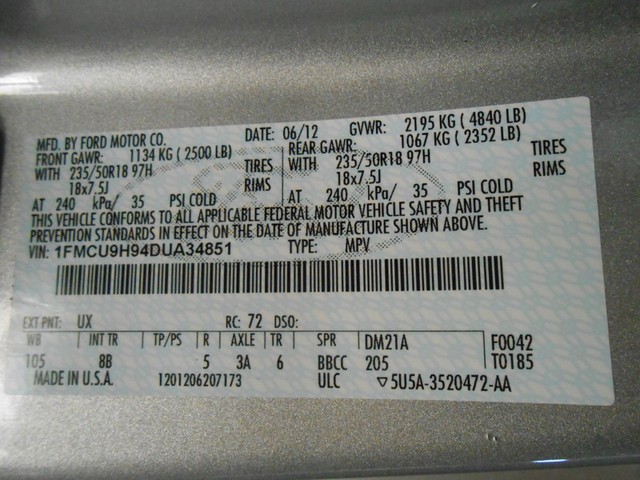 MFD. BY FORD MOTOR CO. DATE: 06/12 GVWR: 2195 KG ( 4840 LB)
FRONT GAWR: 1134 KG ( 2500 LB) REAR GAWR: 1067 KG ( 2352 LB)
WITH 235/50R18 97H TIRES WITH 235/50R18 97H TIRES
18x7.5J RIMS 18x7.5J RIMS
AT 240 kPa/ 35 PSI COLD AT 240 kPa/ 35 PSI COLD
THIS VEHICLE CONFORMS TO ALL APPLICABLE FEDERAL MOTOR VEHICLE SAFETY AND THEFT
PREVENTION STANDARDS IN EFFECT ON THE DATE OF MANUFACTURE SHOWN ABOVE.
VIN: 1FMCU9H94DUA34851 TYPE: MPV
EXT PNT: UX RC: 72 DSO:
WB INT TR TP/PS R AXLE TR SPR DM21A F0042
105 8B 5 3A 6 BBCC 205 T0185
MADE IN U.S.A. 1201206207173 ULC ▽5U5A-3520472-AA